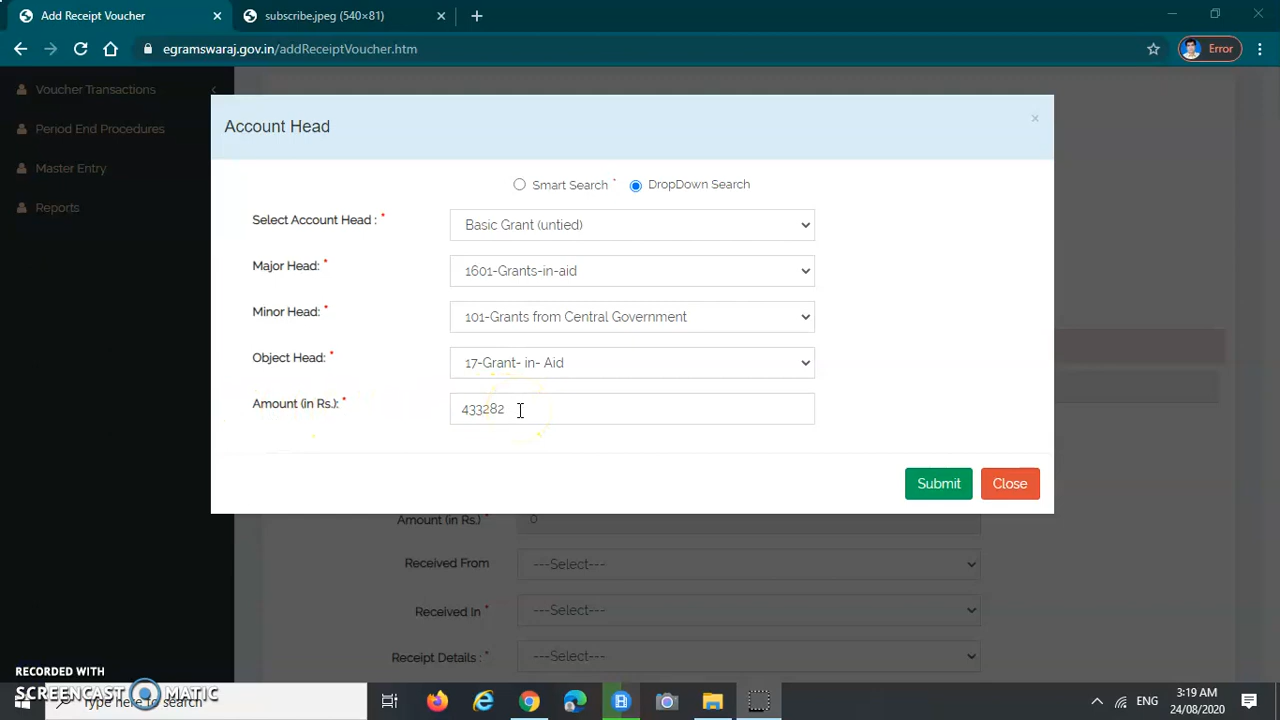 Add Receipt Voucher
subscribe.jpeg (540×81)
egramswaraj.gov.in/addReceiptVoucher.htm
Error
Voucher Transactions
Period End Procedures
Master Entry
Reports
Account Head
×
Smart Search *
DropDown Search
Select Account Head : *
Basic Grant (untied)
Major Head: *
1601-Grants-in-aid
Minor Head: *
101-Grants from Central Government
Object Head: *
17-Grant- in- Aid
Amount (in Rs.): *
433282
Submit
Close
Amount (in Rs.) *
0
Received From
---Select---
Received In *
---Select---
Receipt Details : *
---Select---
RECORDED WITH
SCREENCAST MATIC
Type here to search
ENG
3:19 AM
24/08/2020